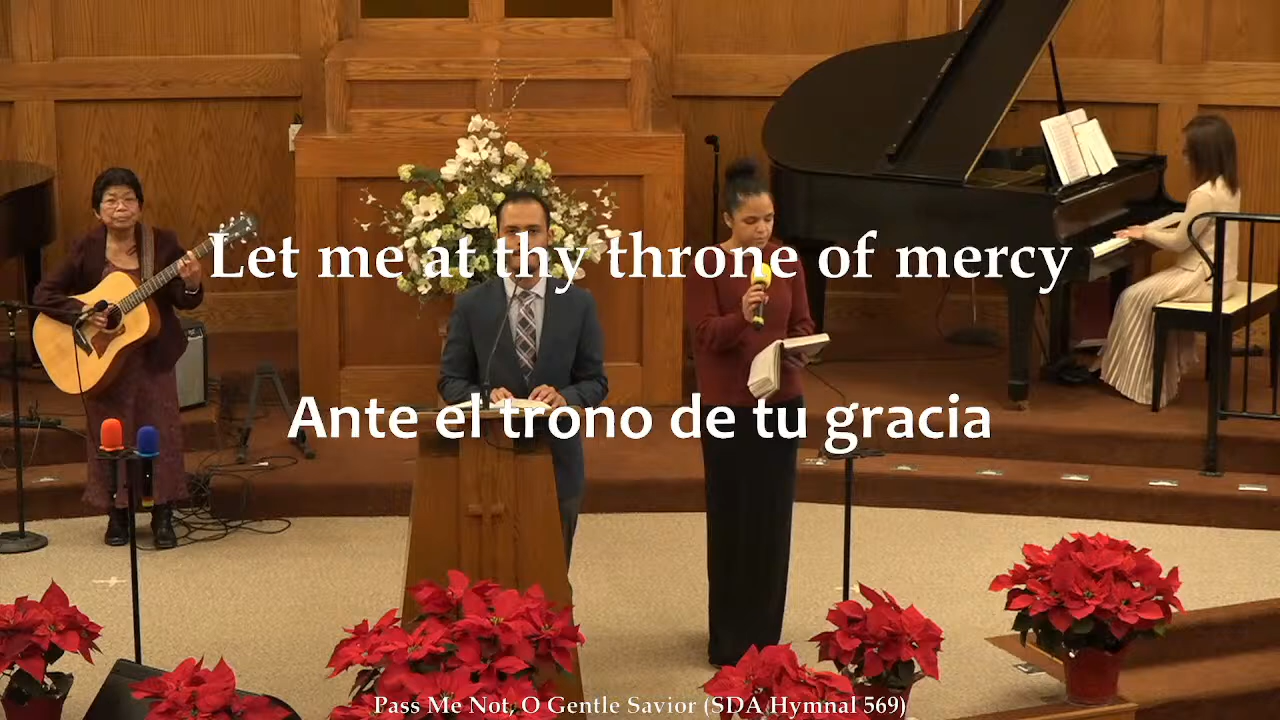 Let me at thy throne of mercy
Ante el trono de tu gracia
Pass Me Not, O Gentle Savior (SDA Hymnal 569)